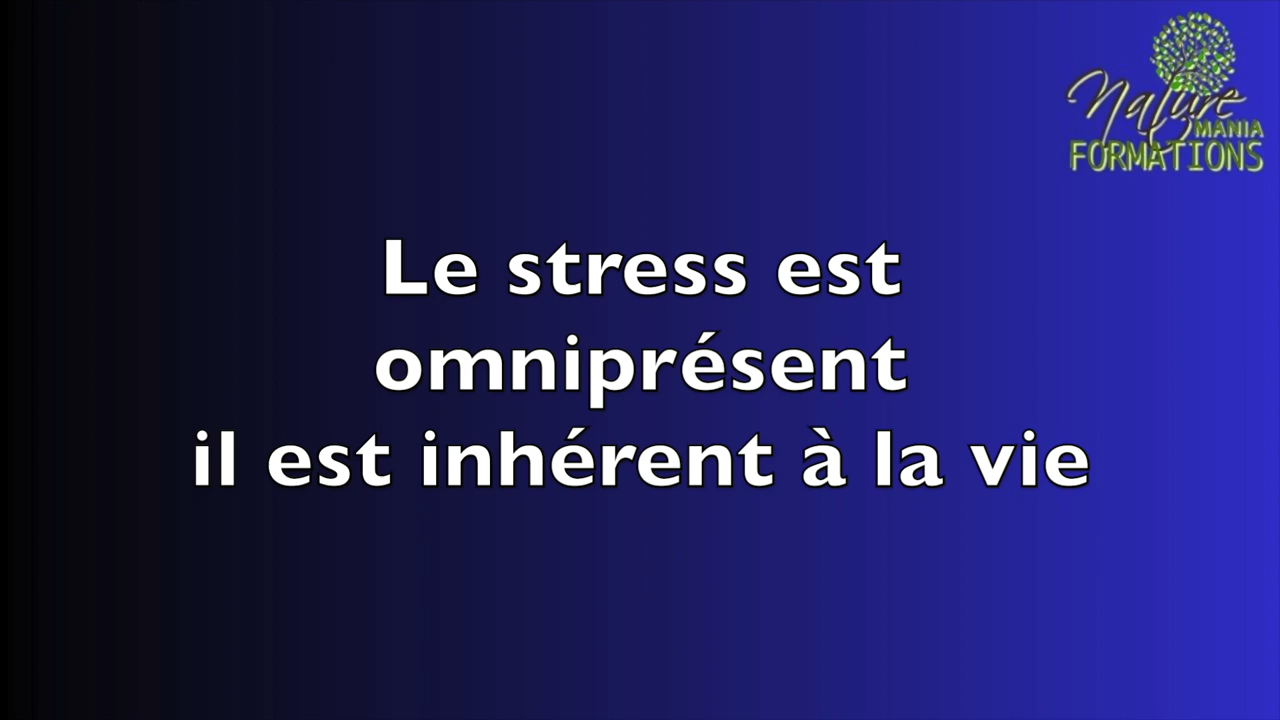 Nature
MANIA
FORMATIONS
Le stress est
omniprésent
il est inhérent à la vie